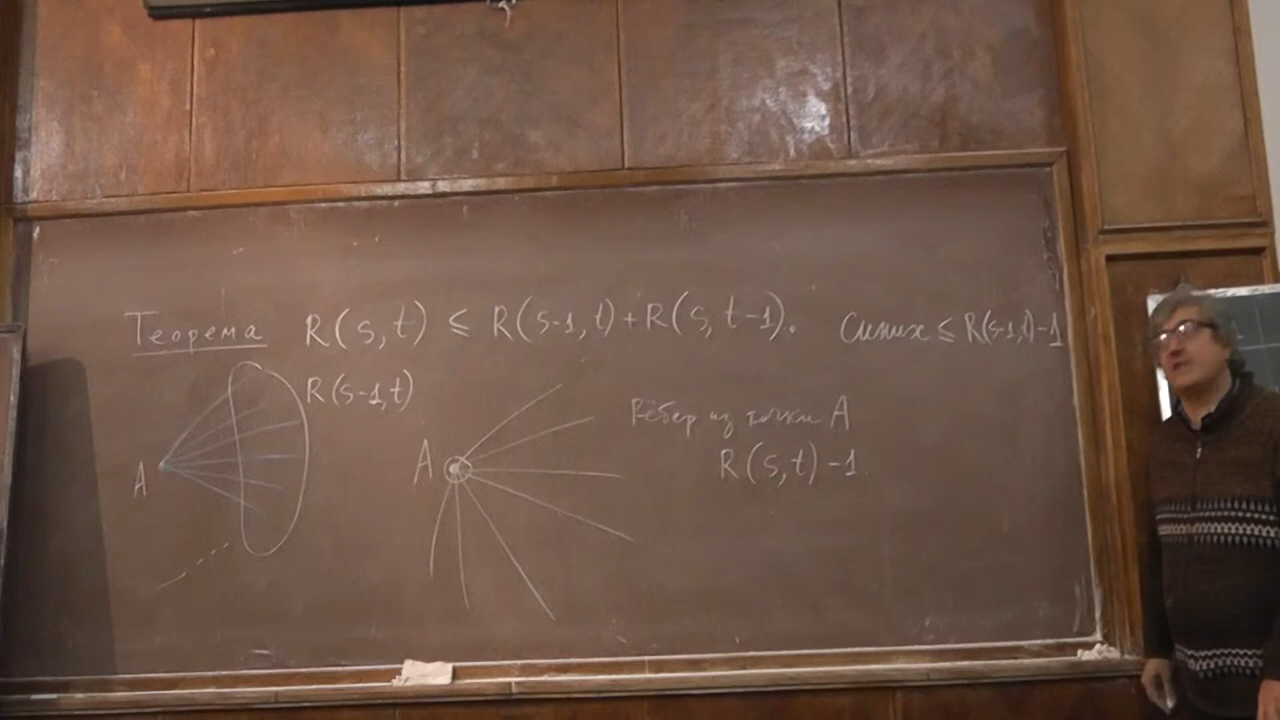 Теорема R(s,t) ≤ R(s-1,t)+R(s,t-1). Синих ≤ R(s-1,t)-1
R(s-1,t)
A
A
Рёбер из точки A
R(s,t)-1.